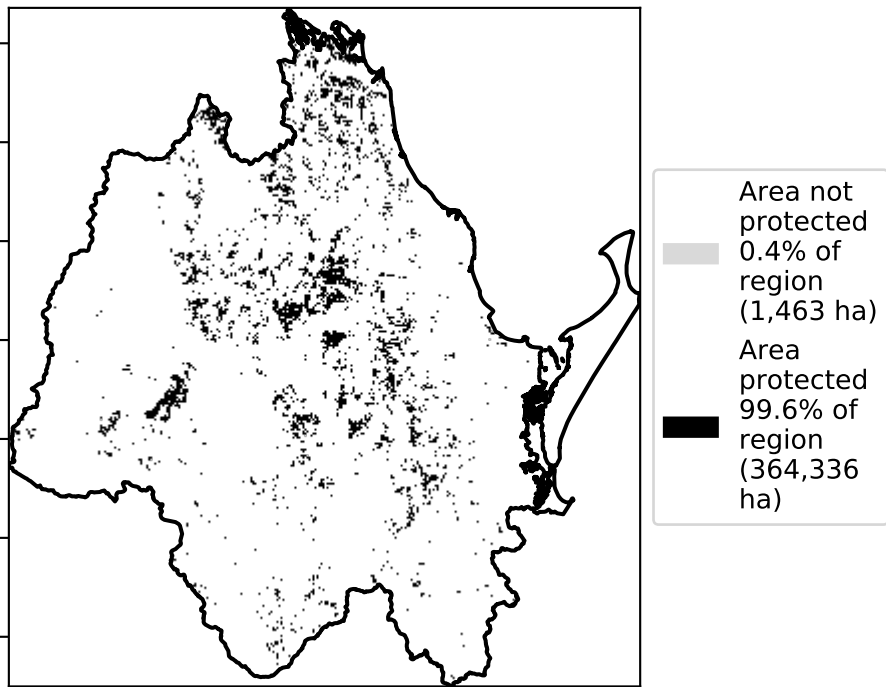 Area not
protected
0.4% of
region
(1,463 ha)
Area
protected
99.6% of
region
(364,336
ha)